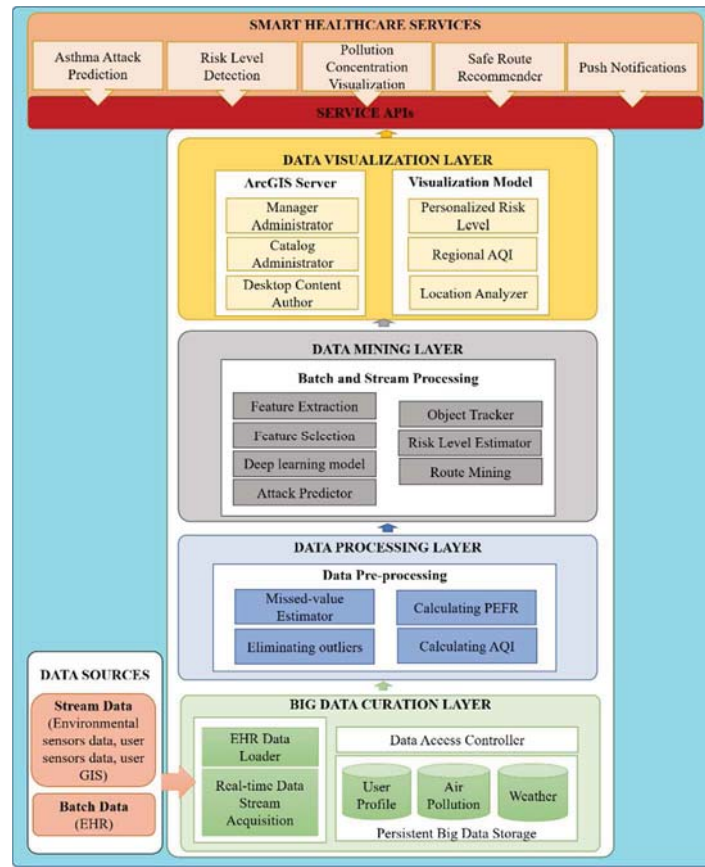 SMART HEALTHCARE SERVICES
Asthma Attack
Prediction
Risk Level
Detection
Pollution
Concentration
Visualization
Safe Route
Recommender
Push Notifications
SERVICE APIs
DATA VISUALIZATION LAYER
ArcGIS Server
Manager
Administrator
Catalog
Administrator
Desktop Content
Author
Visualization Model
Personalized Risk
Level
Regional AQI
Location Analyzer
DATA MINING LAYER
Batch and Stream Processing
Feature Extraction
Feature Selection
Deep learning model
Attack Predictor
Object Tracker
Risk Level Estimator
Route Mining
DATA PROCESSING LAYER
Data Pre-processing
Missed-value
Estimator
Eliminating outliers
Calculating PEFR
Calculating AQI
DATA SOURCES
Stream Data
(Environmental
sensors data, user
sensors data, user
GIS)
Batch Data
(EHR)
BIG DATA CURATION LAYER
EHR Data
Loader
Real-time Data
Stream
Acquisition
Data Access Controller
User
Profile
Air
Pollution
Weather
Persistent Big Data Storage